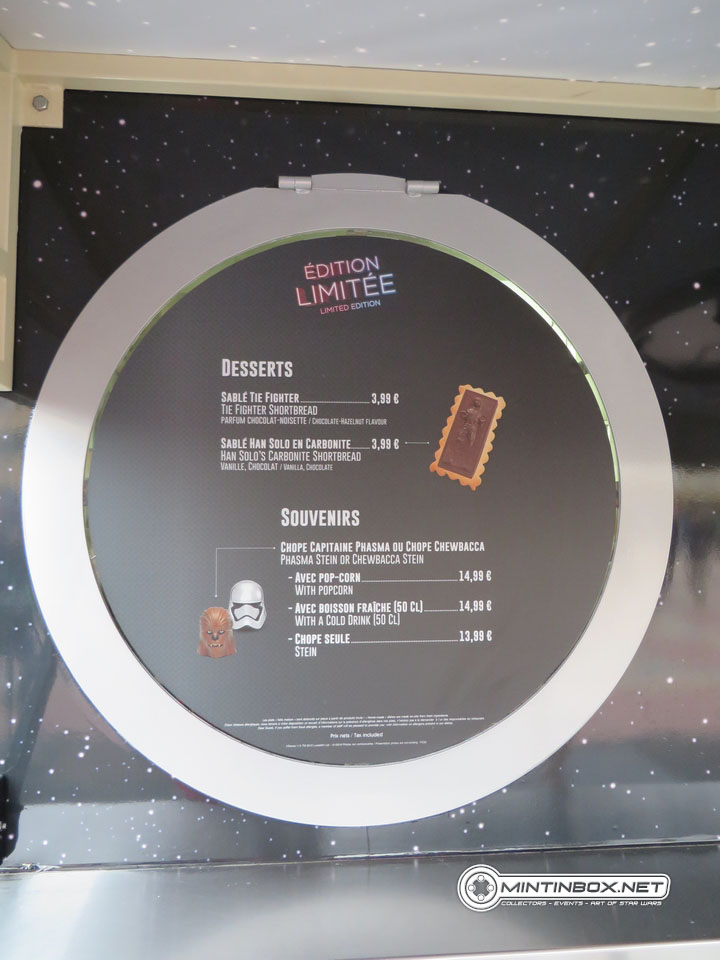 ÉDITION
LIMITÉE
LIMITED EDITION
DESSERTS
SABLÉ TIE FIGHTER 3,99 €
TIE FIGHTER SHORTBREAD
PARFUM CHOCOLAT-NOISETTE / CHOCOLATE-HAZELNUT FLAVOUR
SABLÉ HAN SOLO EN CARBONITE 3,99 €
HAN SOLO'S CARBONITE SHORTBREAD
VANILLE, CHOCOLAT / VANILLA, CHOCOLATE
SOUVENIRS
CHOPE CAPITAINE PHASMA OU CHOPE CHEWBACCA
PHASMA STEIN OR CHEWBACCA STEIN
- AVEC POP-CORN 14,99 €
WITH POPCORN
- AVEC BOISSON FRAÎCHE (50 CL) 14,99 €
WITH A COLD DRINK (50 CL)
- CHOPE SEULE 13,99 €
STEIN
Prix nets / Tax included
MINTINBOX.NET
COLLECTORS - EVENTS - ART OF STAR WARS